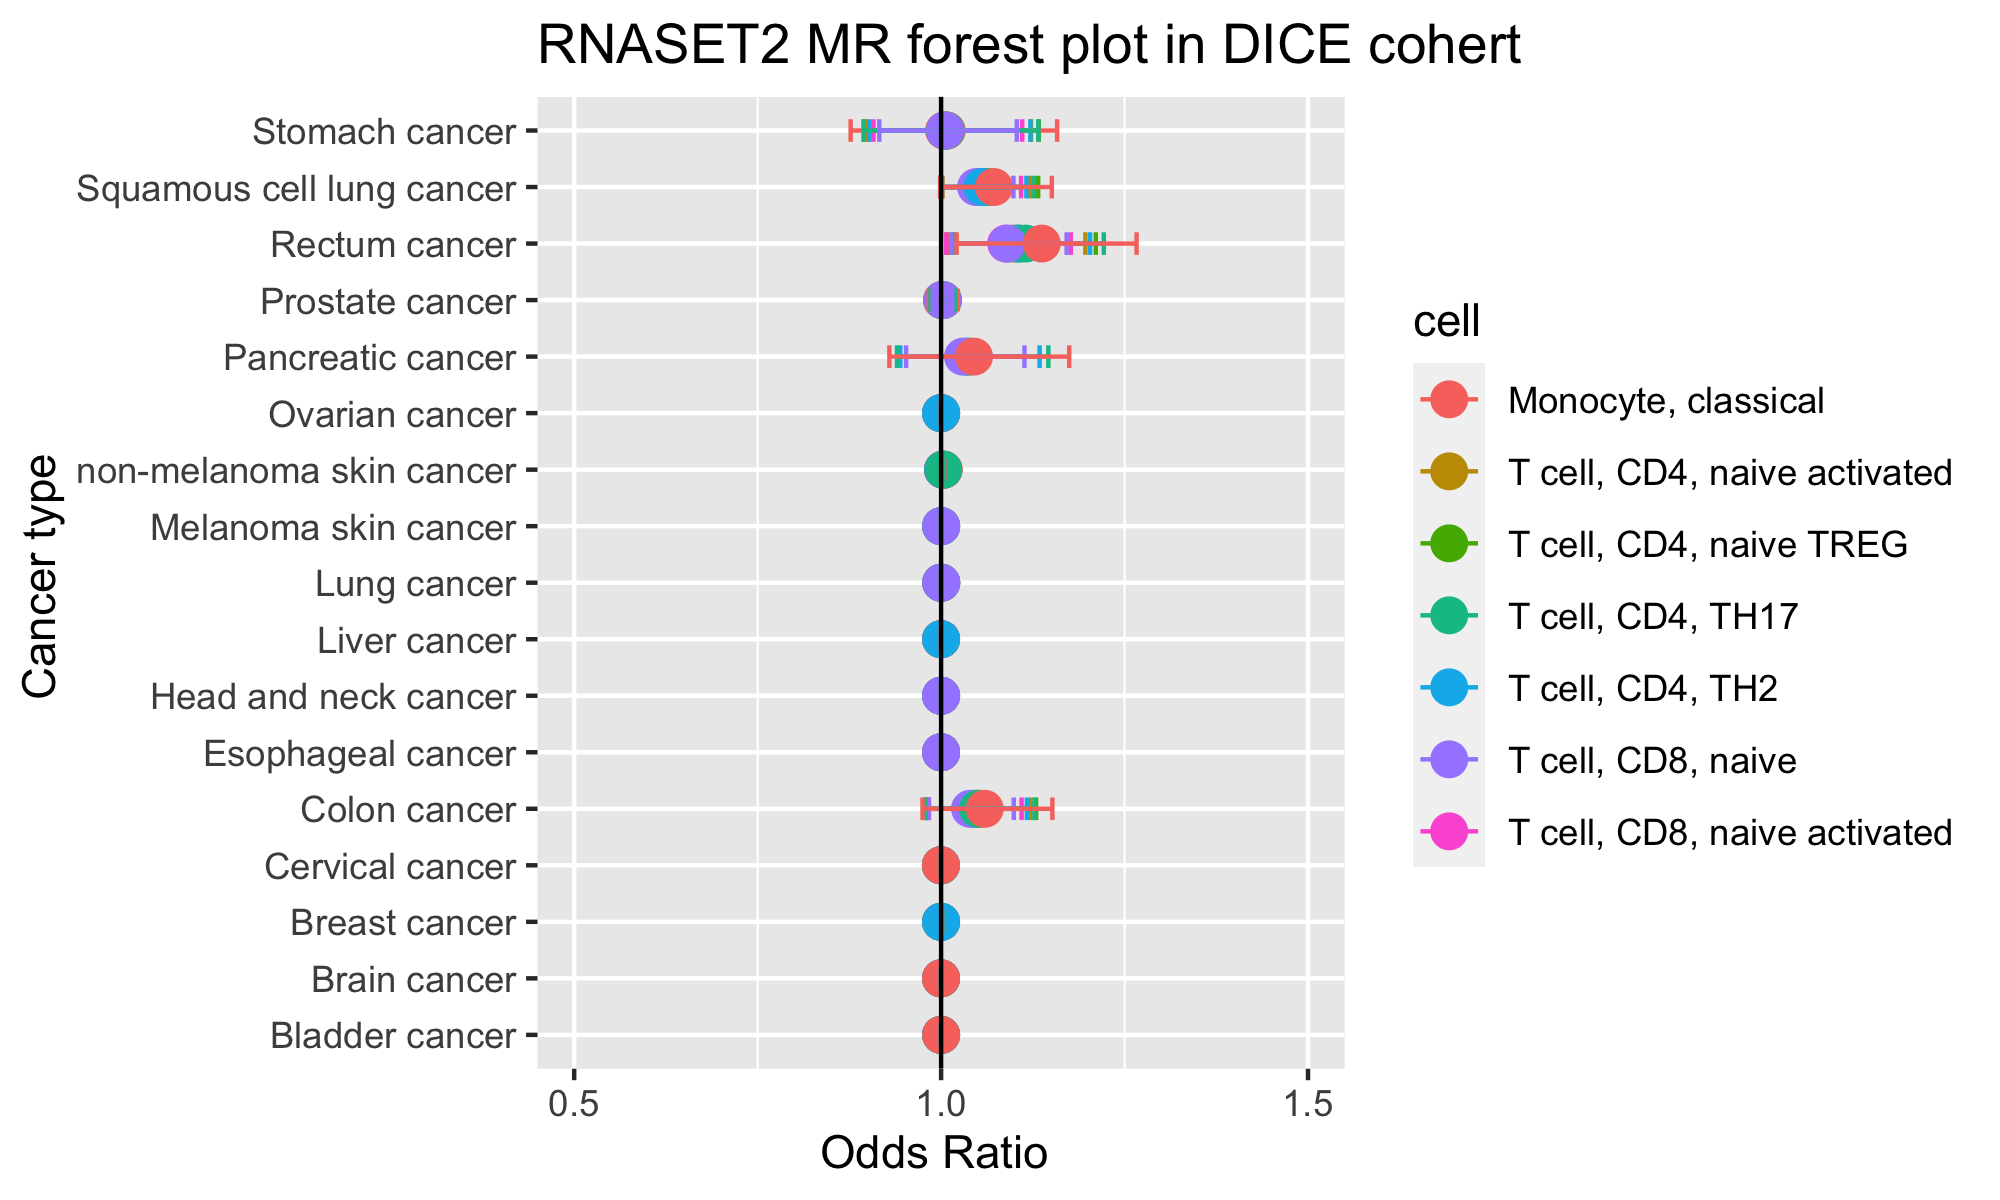 RNASET2 MR forest plot in DICE cohert
Cancer type
Stomach cancer
Squamous cell lung cancer
Rectum cancer
Prostate cancer
Pancreatic cancer
Ovarian cancer
non-melanoma skin cancer
Melanoma skin cancer
Lung cancer
Liver cancer
Head and neck cancer
Esophageal cancer
Colon cancer
Cervical cancer
Breast cancer
Brain cancer
Bladder cancer
0.5 1.0 1.5
Odds Ratio
cell
Monocyte, classical
T cell, CD4, naive activated
T cell, CD4, naive TREG
T cell, CD4, TH17
T cell, CD4, TH2
T cell, CD8, naive
T cell, CD8, naive activated